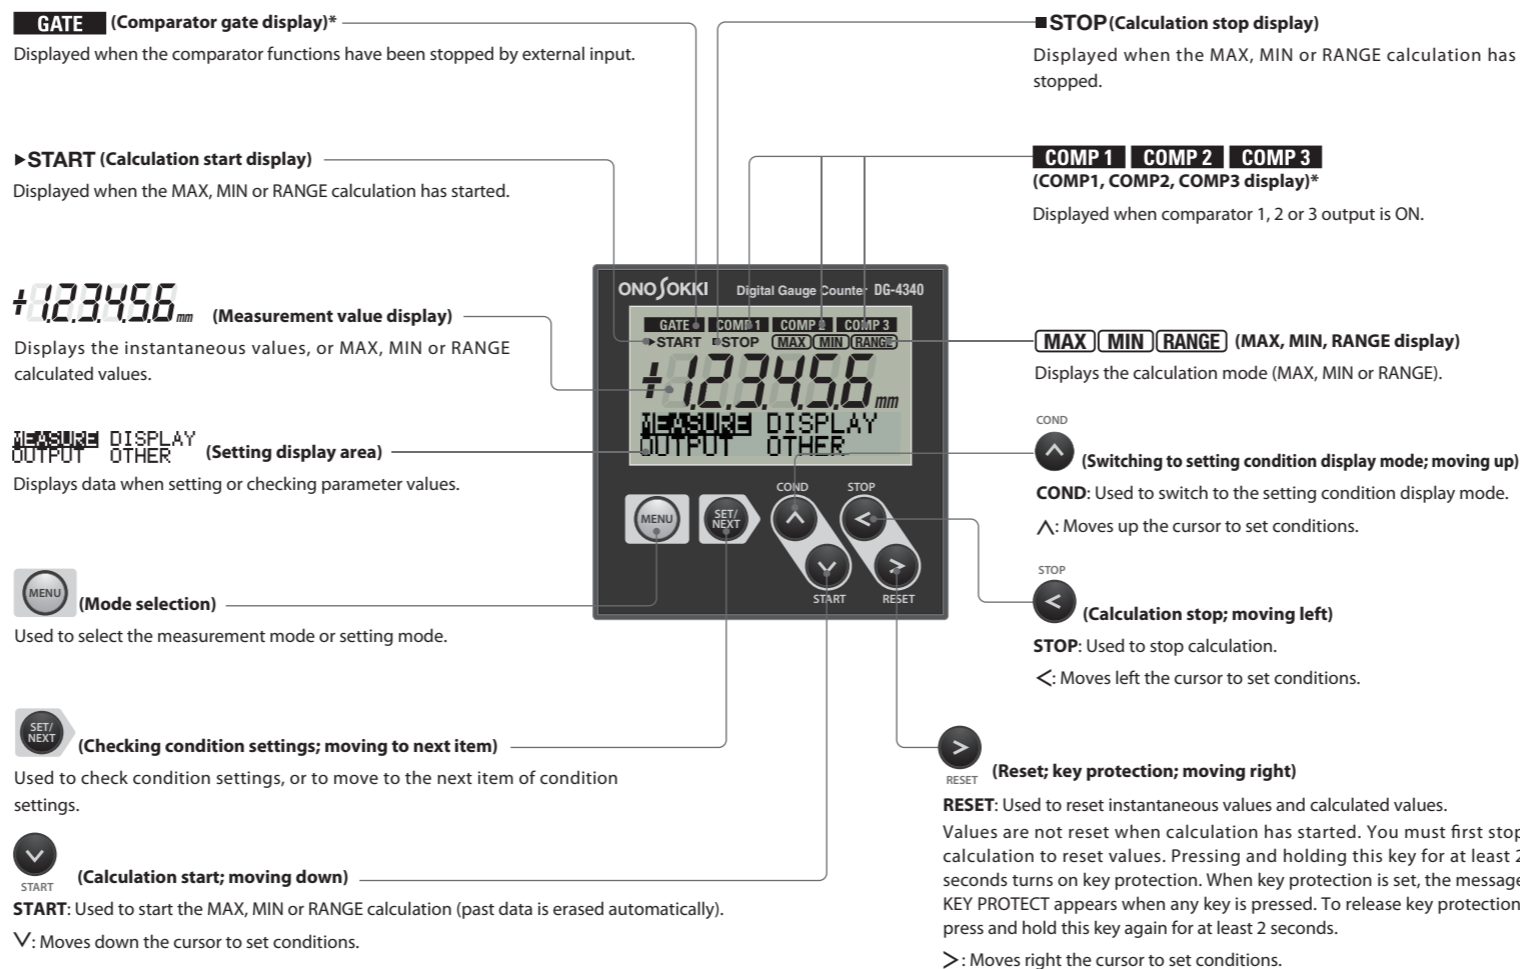 GATE (Comparator gate display)*
Displayed when the comparator functions have been stopped by external input.
▶START (Calculation start display)
Displayed when the MAX, MIN or RANGE calculation has started.
+123456mm (Measurement value display)
Displays the instantaneous values, or MAX, MIN or RANGE
calculated values.
MEASURE DISPLAY
OUTPUT OTHER (Setting display area)
Displays data when setting or checking parameter values.
MENU (Mode selection)
Used to select the measurement mode or setting mode.
SET/
NEXT
(Checking condition settings; moving to next item)
Used to check condition settings, or to move to the next item of condition
settings.
START (Calculation start; moving down)
START: Used to start the MAX, MIN or RANGE calculation (past data is erased automatically).
∨: Moves down the cursor to set conditions.
ONO SOKKI Digital Gauge Counter DG-4340
GATE COMP 1 COMP 2 COMP 3
▶START ■STOP MAX MIN RANGE
+1,2,3,4,5,6 mm
MEASURE DISPLAY
OUTPUT OTHER
COND STOP
MENU SET/
NEXT ∧ <
∨ >
START RESET
■STOP (Calculation stop display)
Displayed when the MAX, MIN or RANGE calculation has
stopped.
COMP 1 COMP 2 COMP 3
(COMP1, COMP2, COMP3 display)*
Displayed when comparator 1, 2 or 3 output is ON.
MAX MIN RANGE (MAX, MIN, RANGE display)
Displays the calculation mode (MAX, MIN or RANGE).
COND
∧ (Switching to setting condition display mode; moving up)
COND: Used to switch to the setting condition display mode.
∧: Moves up the cursor to set conditions.
STOP
< (Calculation stop; moving left)
STOP: Used to stop calculation.
<: Moves left the cursor to set conditions.
>
RESET (Reset; key protection; moving right)
RESET: Used to reset instantaneous values and calculated values.
Values are not reset when calculation has started. You must first stop
calculation to reset values. Pressing and holding this key for at least 2
seconds turns on key protection. When key protection is set, the message
KEY PROTECT appears when any key is pressed. To release key protection
press and hold this key again for at least 2 seconds.
>: Moves right the cursor to set conditions.